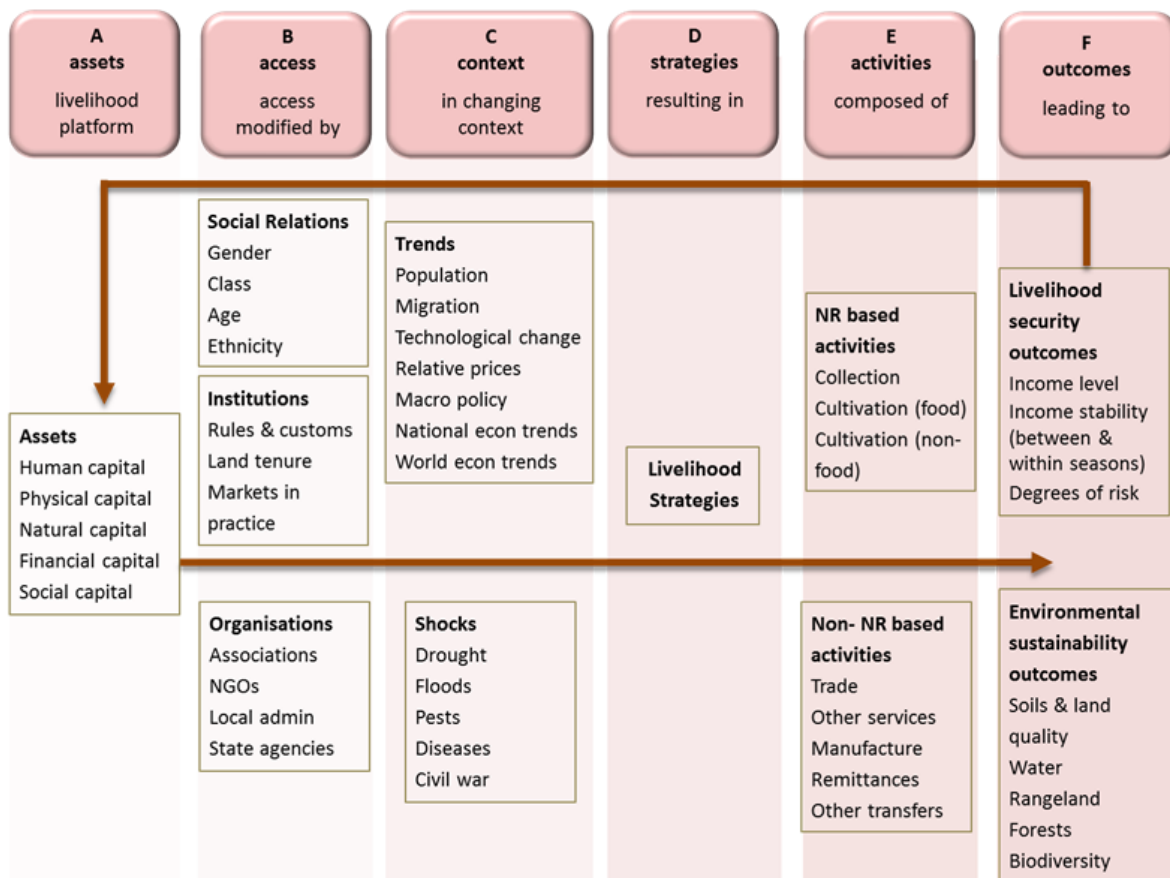 A
assets
livelihood
platform
B
access
access
modified by
C
context
in changing
context
D
strategies
resulting in
E
activities
composed of
F
outcomes
leading to
Assets
Human capital
Physical capital
Natural capital
Financial capital
Social capital
Social Relations
Gender
Class
Age
Ethnicity
Institutions
Rules & customs
Land tenure
Markets in
practice
Organisations
Associations
NGOs
Local admin
State agencies
Trends
Population
Migration
Technological change
Relative prices
Macro policy
National econ trends
World econ trends
Shocks
Drought
Floods
Pests
Diseases
Civil war
Livelihood
Strategies
NR based
activities
Collection
Cultivation (food)
Cultivation (non-
food)
Non- NR based
activities
Trade
Other services
Manufacture
Remittances
Other transfers
Livelihood
security
outcomes
Income level
Income stability
(between &
within seasons)
Degrees of risk
Environmental
sustainability
outcomes
Soils & land
quality
Water
Rangeland
Forests
Biodiversity